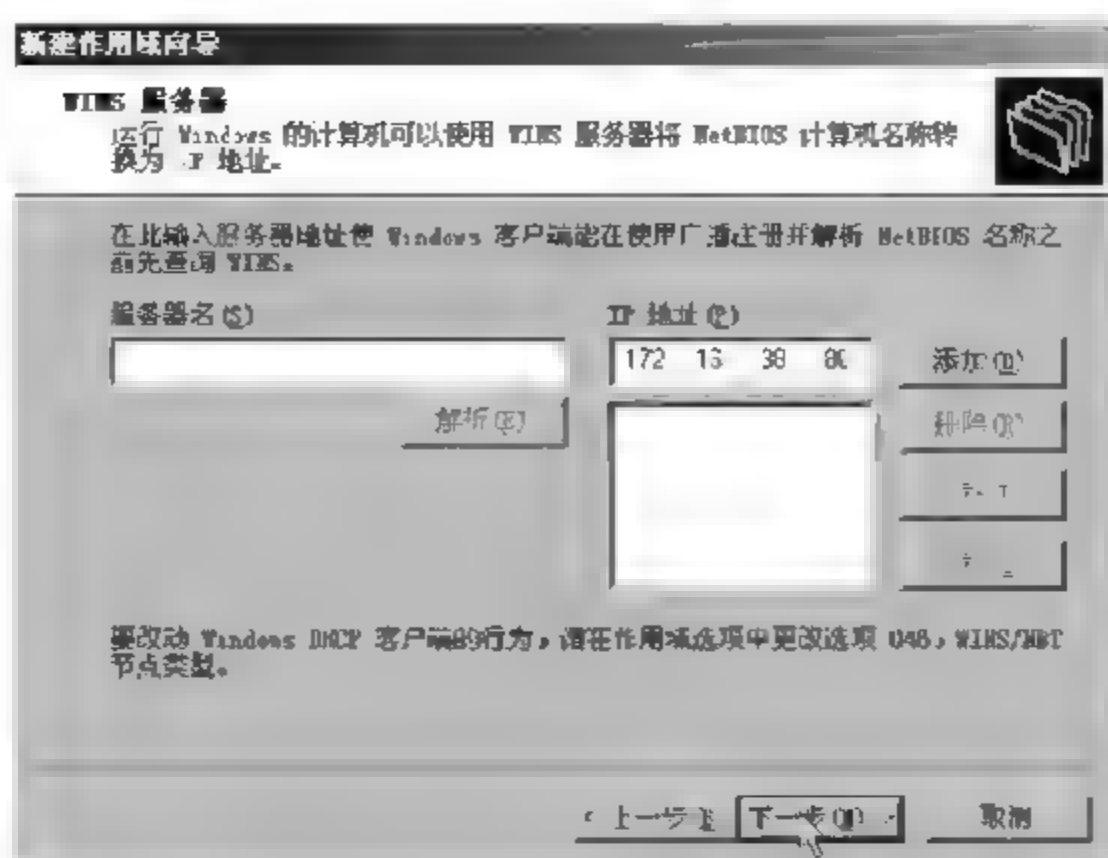 新建作用域向导
WINS 服务器
运行 Windows 的计算机可以使用 WINS 服务器将 NetBIOS 计算机名称转
换为 IP 地址。
在此输入服务器地址使 Windows 客户端能在使用广播注册并解析 NetBIOS 名称之
前先查询 WINS。
服务器名(S) IP 地址(P)
172 16 38 添加(D)
解析(E) 删除(R)
要改动 Windows DHCP 客户端的行为，请在作用域选项中更改选项 046，WINS/NBT
节点类型。
< 上一步(B) 下一步(N) > 取消